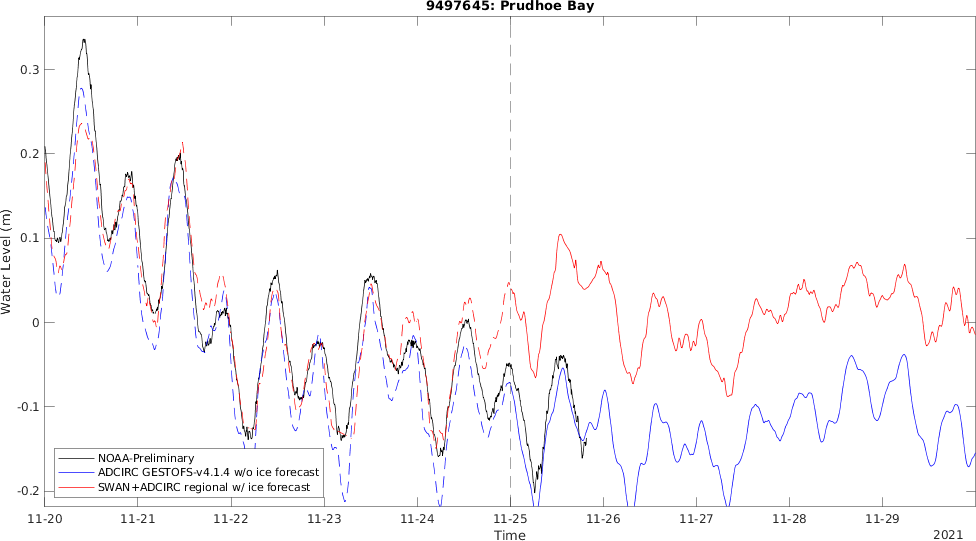 9497645: Prudhoe Bay
Water Level (m)
0.3
0.2
0.1
0
-0.1
-0.2
NOAA-Preliminary
ADCIRC GESTOFS-v4.1.4 w/o ice forecast
SWAN+ADCIRC regional w/ ice forecast
11-20 11-21 11-22 11-23 11-24 11-25 11-26 11-27 11-28 11-29
Time
2021